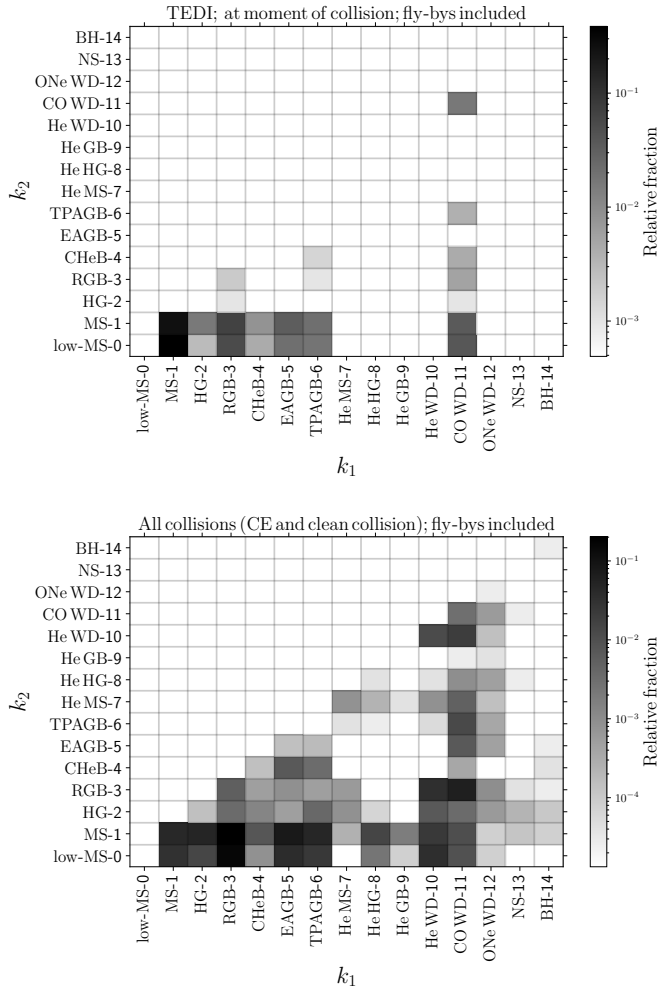 TEDI; at moment of collision; fly-bys included
BH-14
NS-13
ONe WD-12
CO WD-11
He WD-10
He GB-9
He HG-8
He MS-7
TPAGB-6
EAGB-5
CHeB-4
RGB-3
HG-2
MS-1
low-MS-0
k2
low-MS-0
MS-1
HG-2
RGB-3
CHeB-4
EAGB-5
TPAGB-6
He MS-7
He HG-8
He GB-9
He WD-10
CO WD-11
ONe WD-12
NS-13
BH-14
k1
10−1
10−2
10−3
Relative fraction
All collisions (CE and clean collision); fly-bys included
BH-14
NS-13
ONe WD-12
CO WD-11
He WD-10
He GB-9
He HG-8
He MS-7
TPAGB-6
EAGB-5
CHeB-4
RGB-3
HG-2
MS-1
low-MS-0
k2
low-MS-0
MS-1
HG-2
RGB-3
CHeB-4
EAGB-5
TPAGB-6
He MS-7
He HG-8
He GB-9
He WD-10
CO WD-11
ONe WD-12
NS-13
BH-14
k1
10−1
10−2
10−3
10−4
Relative fraction